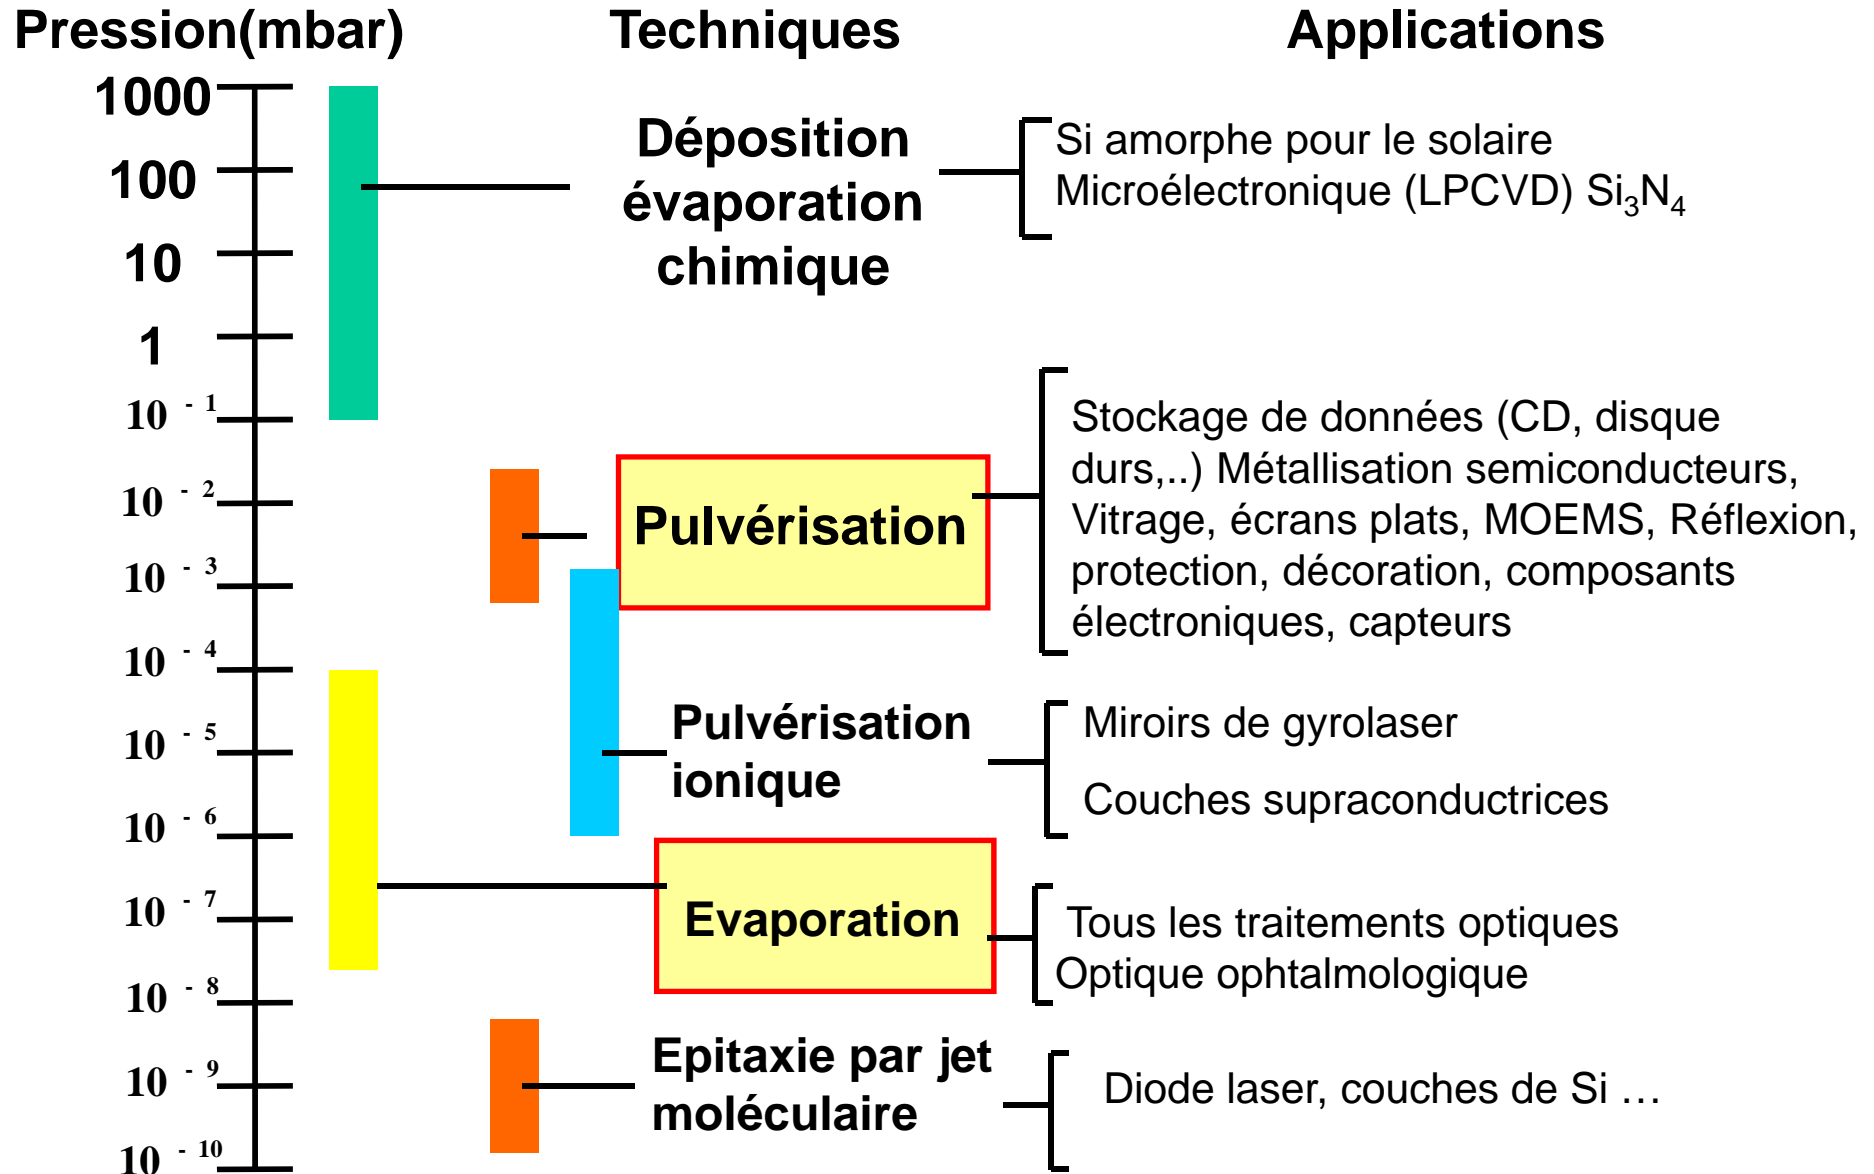 Pression(mbar) Techniques Applications
1000
100
10
1
10 - 1
10 - 2
10 - 3
10 - 4
10 - 5
10 - 6
10 - 7
10 - 8
10 - 9
10 - 10
Déposition
évaporation
chimique
Si amorphe pour le solaire
Microélectronique (LPCVD) Si₃N₄
Pulvérisation
Stockage de données (CD, disque
durs,..) Métallisation semiconducteurs,
Vitrage, écrans plats, MOEMS, Réflexion,
protection, décoration, composants
électroniques, capteurs
Pulvérisation
ionique
Miroirs de gyrolaser
Couches supraconductrices
Evaporation
Tous les traitements optiques
Optique ophtalmologique
Epitaxie par jet
moléculaire
Diode laser, couches de Si …